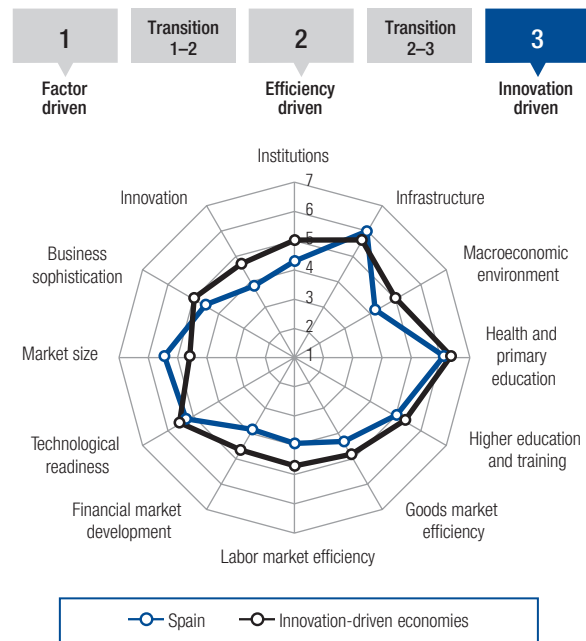 1
Transition
1–2
2
Transition
2–3
3
Factor
driven
Efficiency
driven
Innovation
driven
Institutions
7
6
5
4
3
2
1
Infrastructure
Macroeconomic
environment
Health and
primary
education
Higher education
and training
Goods market
efficiency
Labor market efficiency
Financial market
development
Technological
readiness
Market size
Business
sophistication
Innovation
Spain
Innovation-driven economies